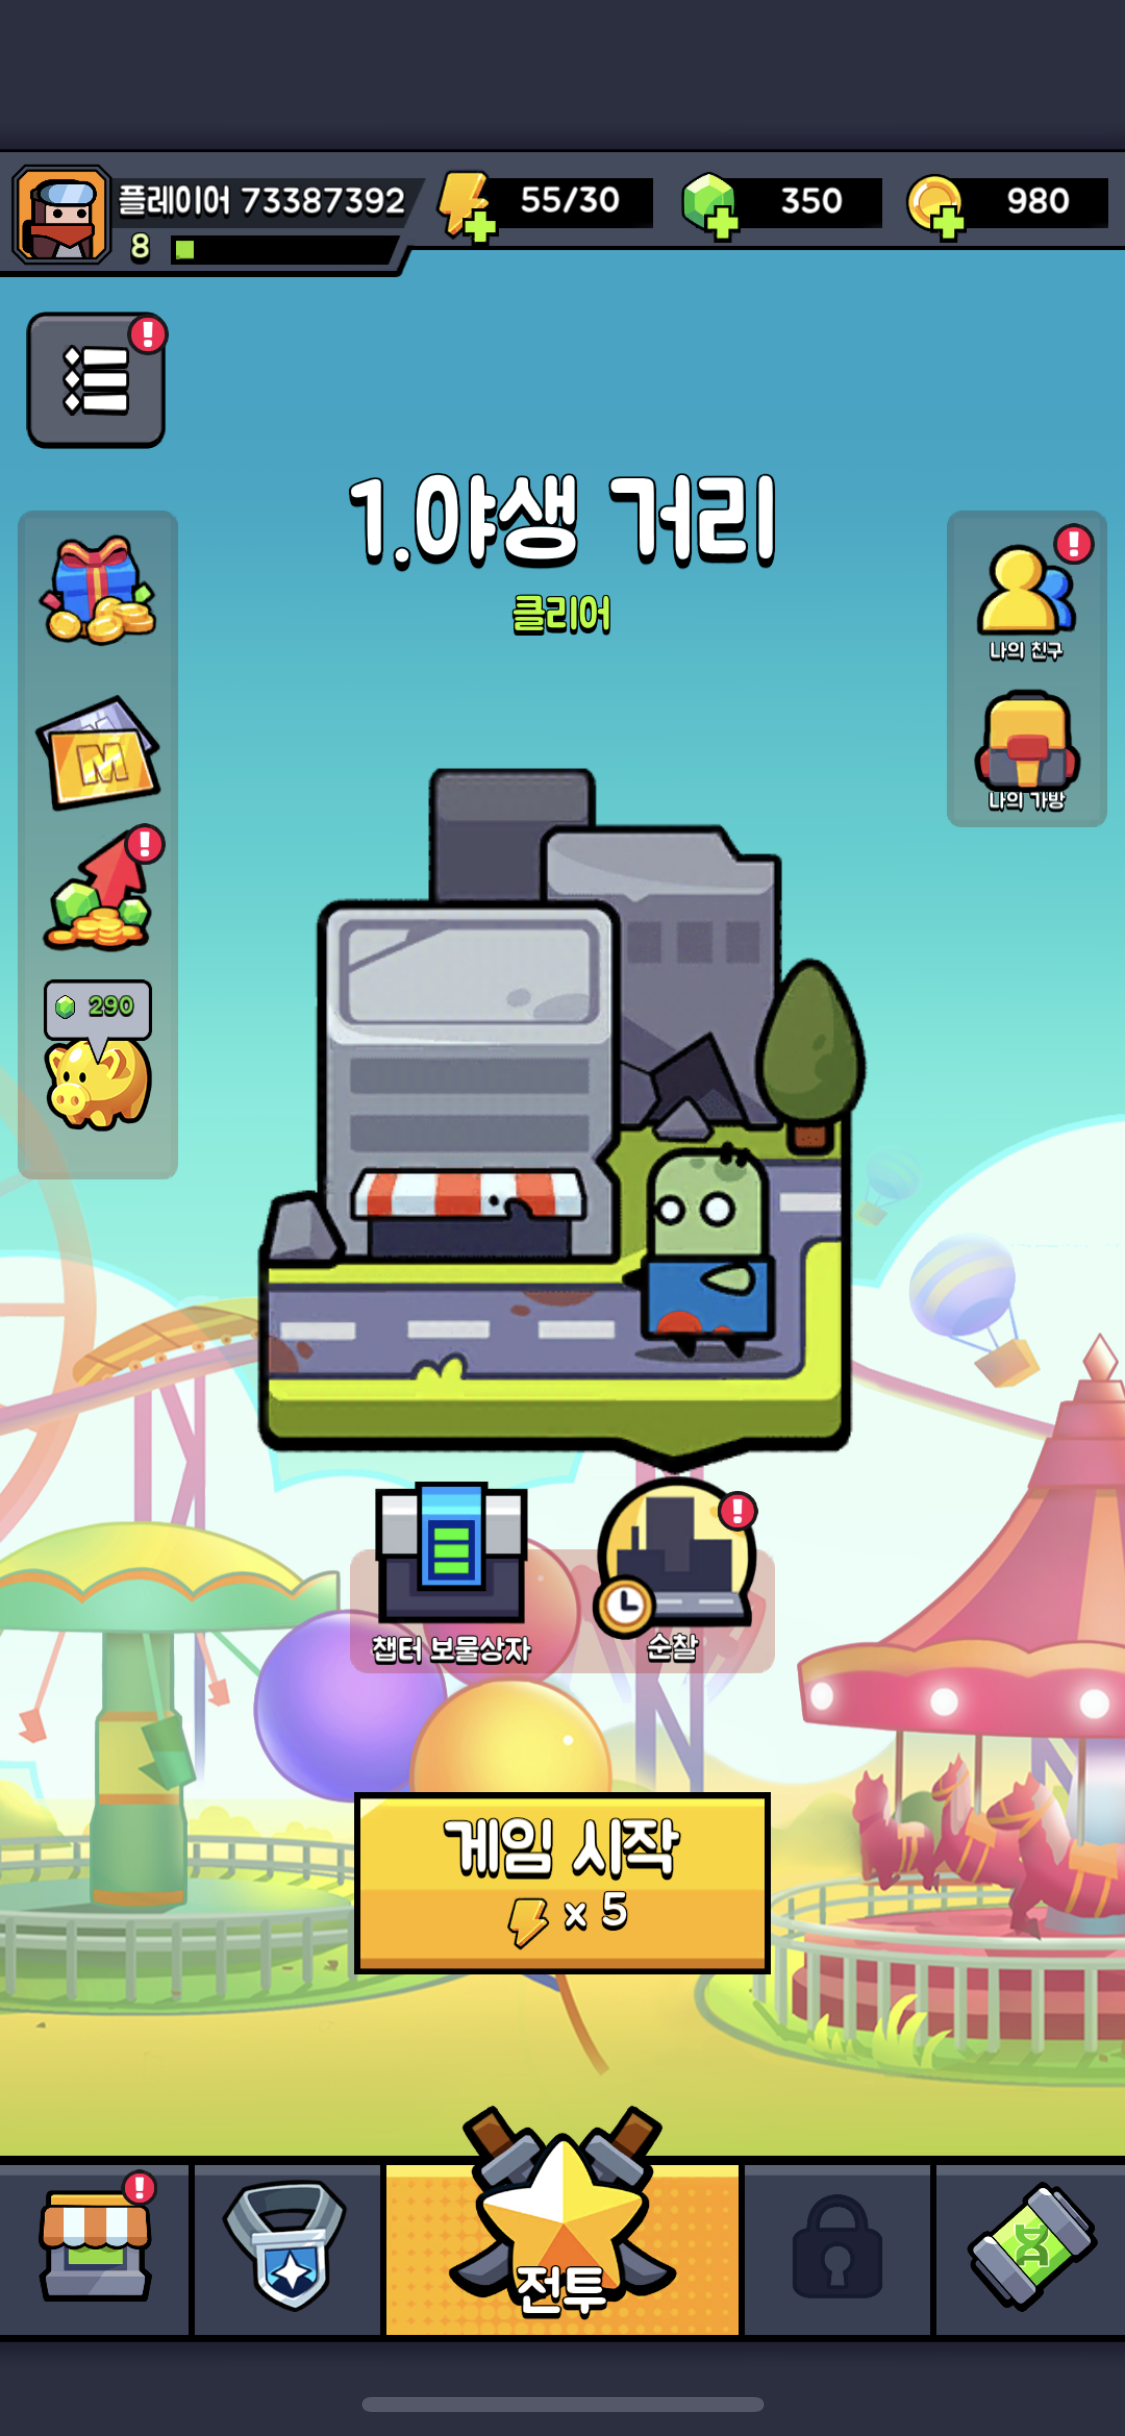 플레이어 73387392
55/30
350
980
8
1.야생 거리
클리어
나의 친구
M
나의 가방
290
챕터 보물상자
순찰
게임 시작
x 5
전투